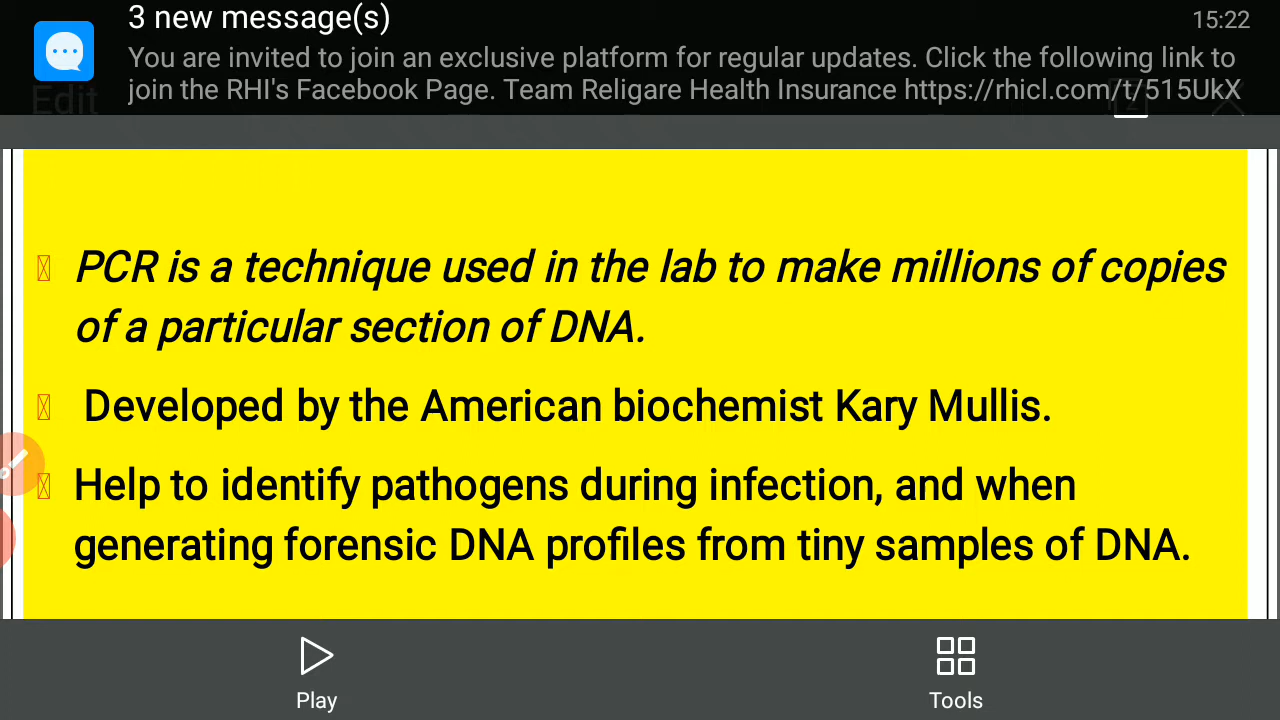 3 new message(s)
15:22
You are invited to join an exclusive platform for regular updates. Click the following link to
join the RHI's Facebook Page. Team Religare Health Insurance https://rhicl.com/t/515UkX
Edit
2
PCR is a technique used in the lab to make millions of copies
of a particular section of DNA.
Developed by the American biochemist Kary Mullis.
Help to identify pathogens during infection, and when
generating forensic DNA profiles from tiny samples of DNA.
Play
Tools